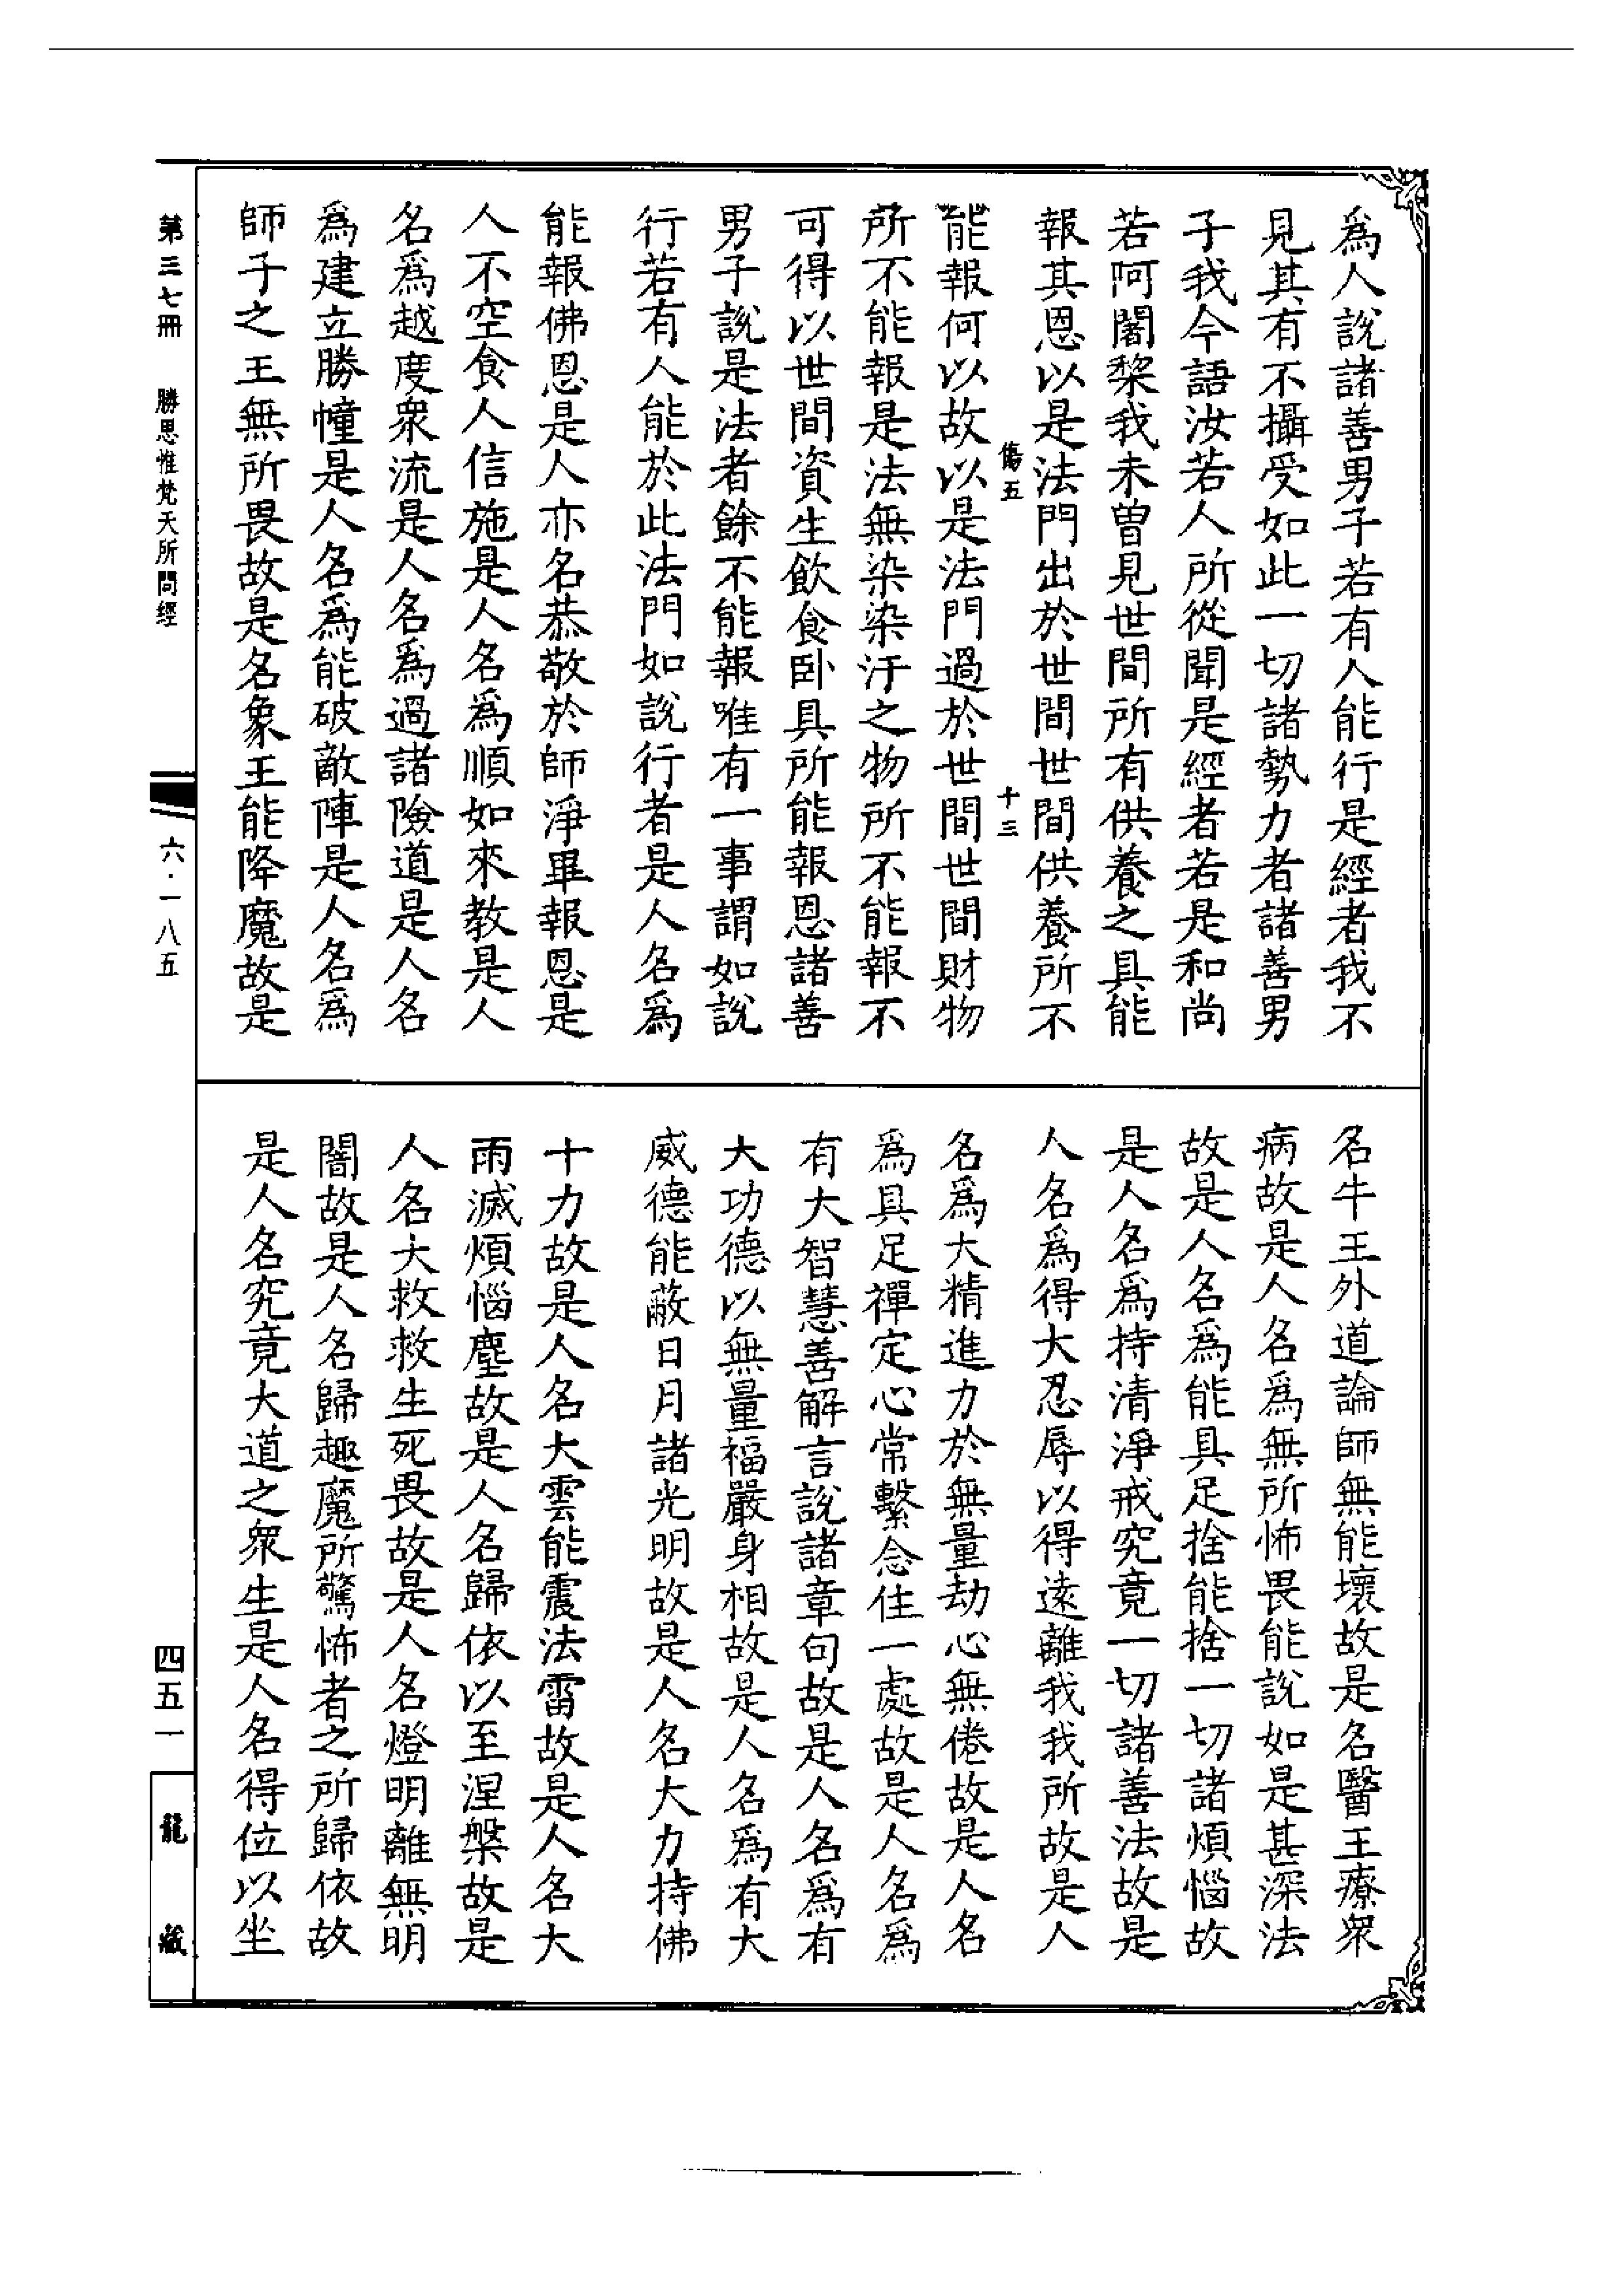 爲人說諸善男子若有人能行是經者我不
見其有不攝受如此一切諸勢力者諸善男
子我今語汝若人所從聞是經者若是和尚
若阿闍棃我未曽見世間所有供養之具能
報其恩以是法門出於世間世間供養所不
傷五 十三
能報何以故以是法門過於世間世間財物
所不能報是法無染染汙之物所不能報不
可得以世間資生飲食卧具所能報恩諸善
男子說是法者餘不能報唯有一事謂如說
行若有人能於此法門如說行者是人名爲
能報佛恩是人亦名恭敬於師淨畢報恩是
人不空食人信施是人名爲順如來教是人
名爲越度衆流是人名爲過諸險道是人名
爲建立勝幢是人名爲能破敵陣是人名爲
師子之王無所畏故是名象王能降魔故是
名牛王外道論師無能壞故是名醫王療衆
病故是人名爲無所怖畏能說如是甚深法
故是人名爲能具足捨能捨一切諸煩惱故
是人名爲持清淨戒究竟一切諸善法故是
人名爲得大忍辱以得遠離我我所故是人
名爲大精進力於無量劫心無倦故是人名
爲具足禪定心常繫念住一處故是人名爲
有大智慧善解言說諸章句故是人名爲有
大功德以無量福嚴身相故是人名爲有大
威德能蔽日月諸光明故是人名大力持佛
十力故是人名大雲能震法雷故是人名大
雨滅煩惱塵故是人名歸依以至涅槃故是
人名大救救生死畏故是人名燈明離無明
闇故是人名歸趣魔所驚怖者之所歸依故
是人名究竟大道之衆生是人名得位以坐
第三七冊 勝思惟梵天所問經 六·一八五 四五一 龍藏